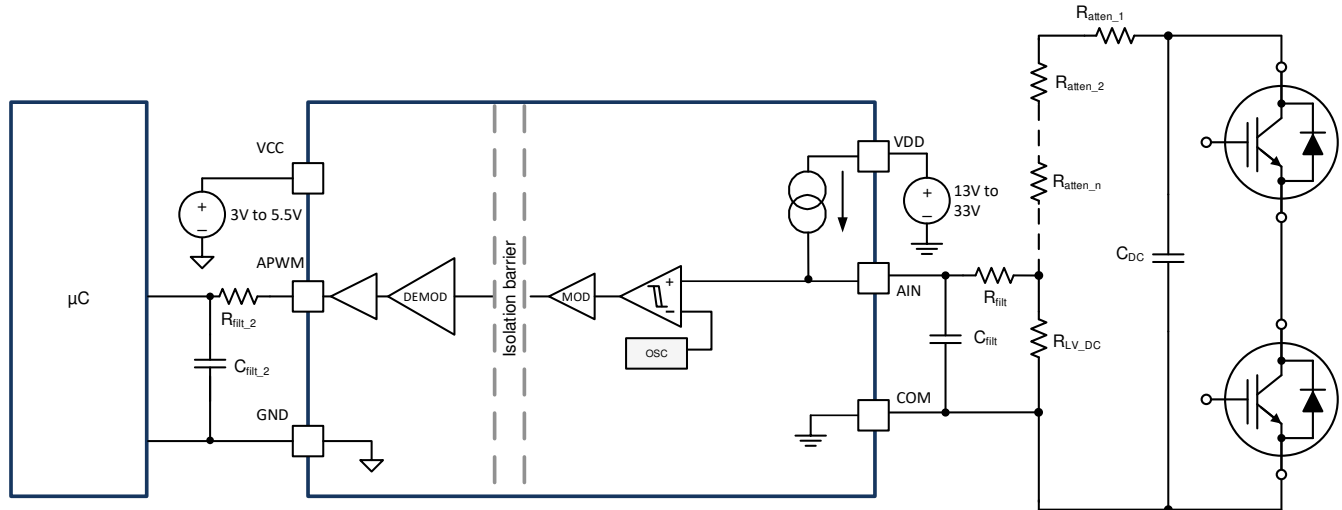 Ratten_1
Ratten_2
VCC
VDD
3V to 5.5V
+
–
13V to
33V
+
–
Ratten_n
Isolation barrier
APWM
µC
DEMOD
MOD
+
–
AIN
CDC
Rfilt
Rfilt_2
OSC
Cfilt
RLV_DC
Cfilt_2
GND
COM